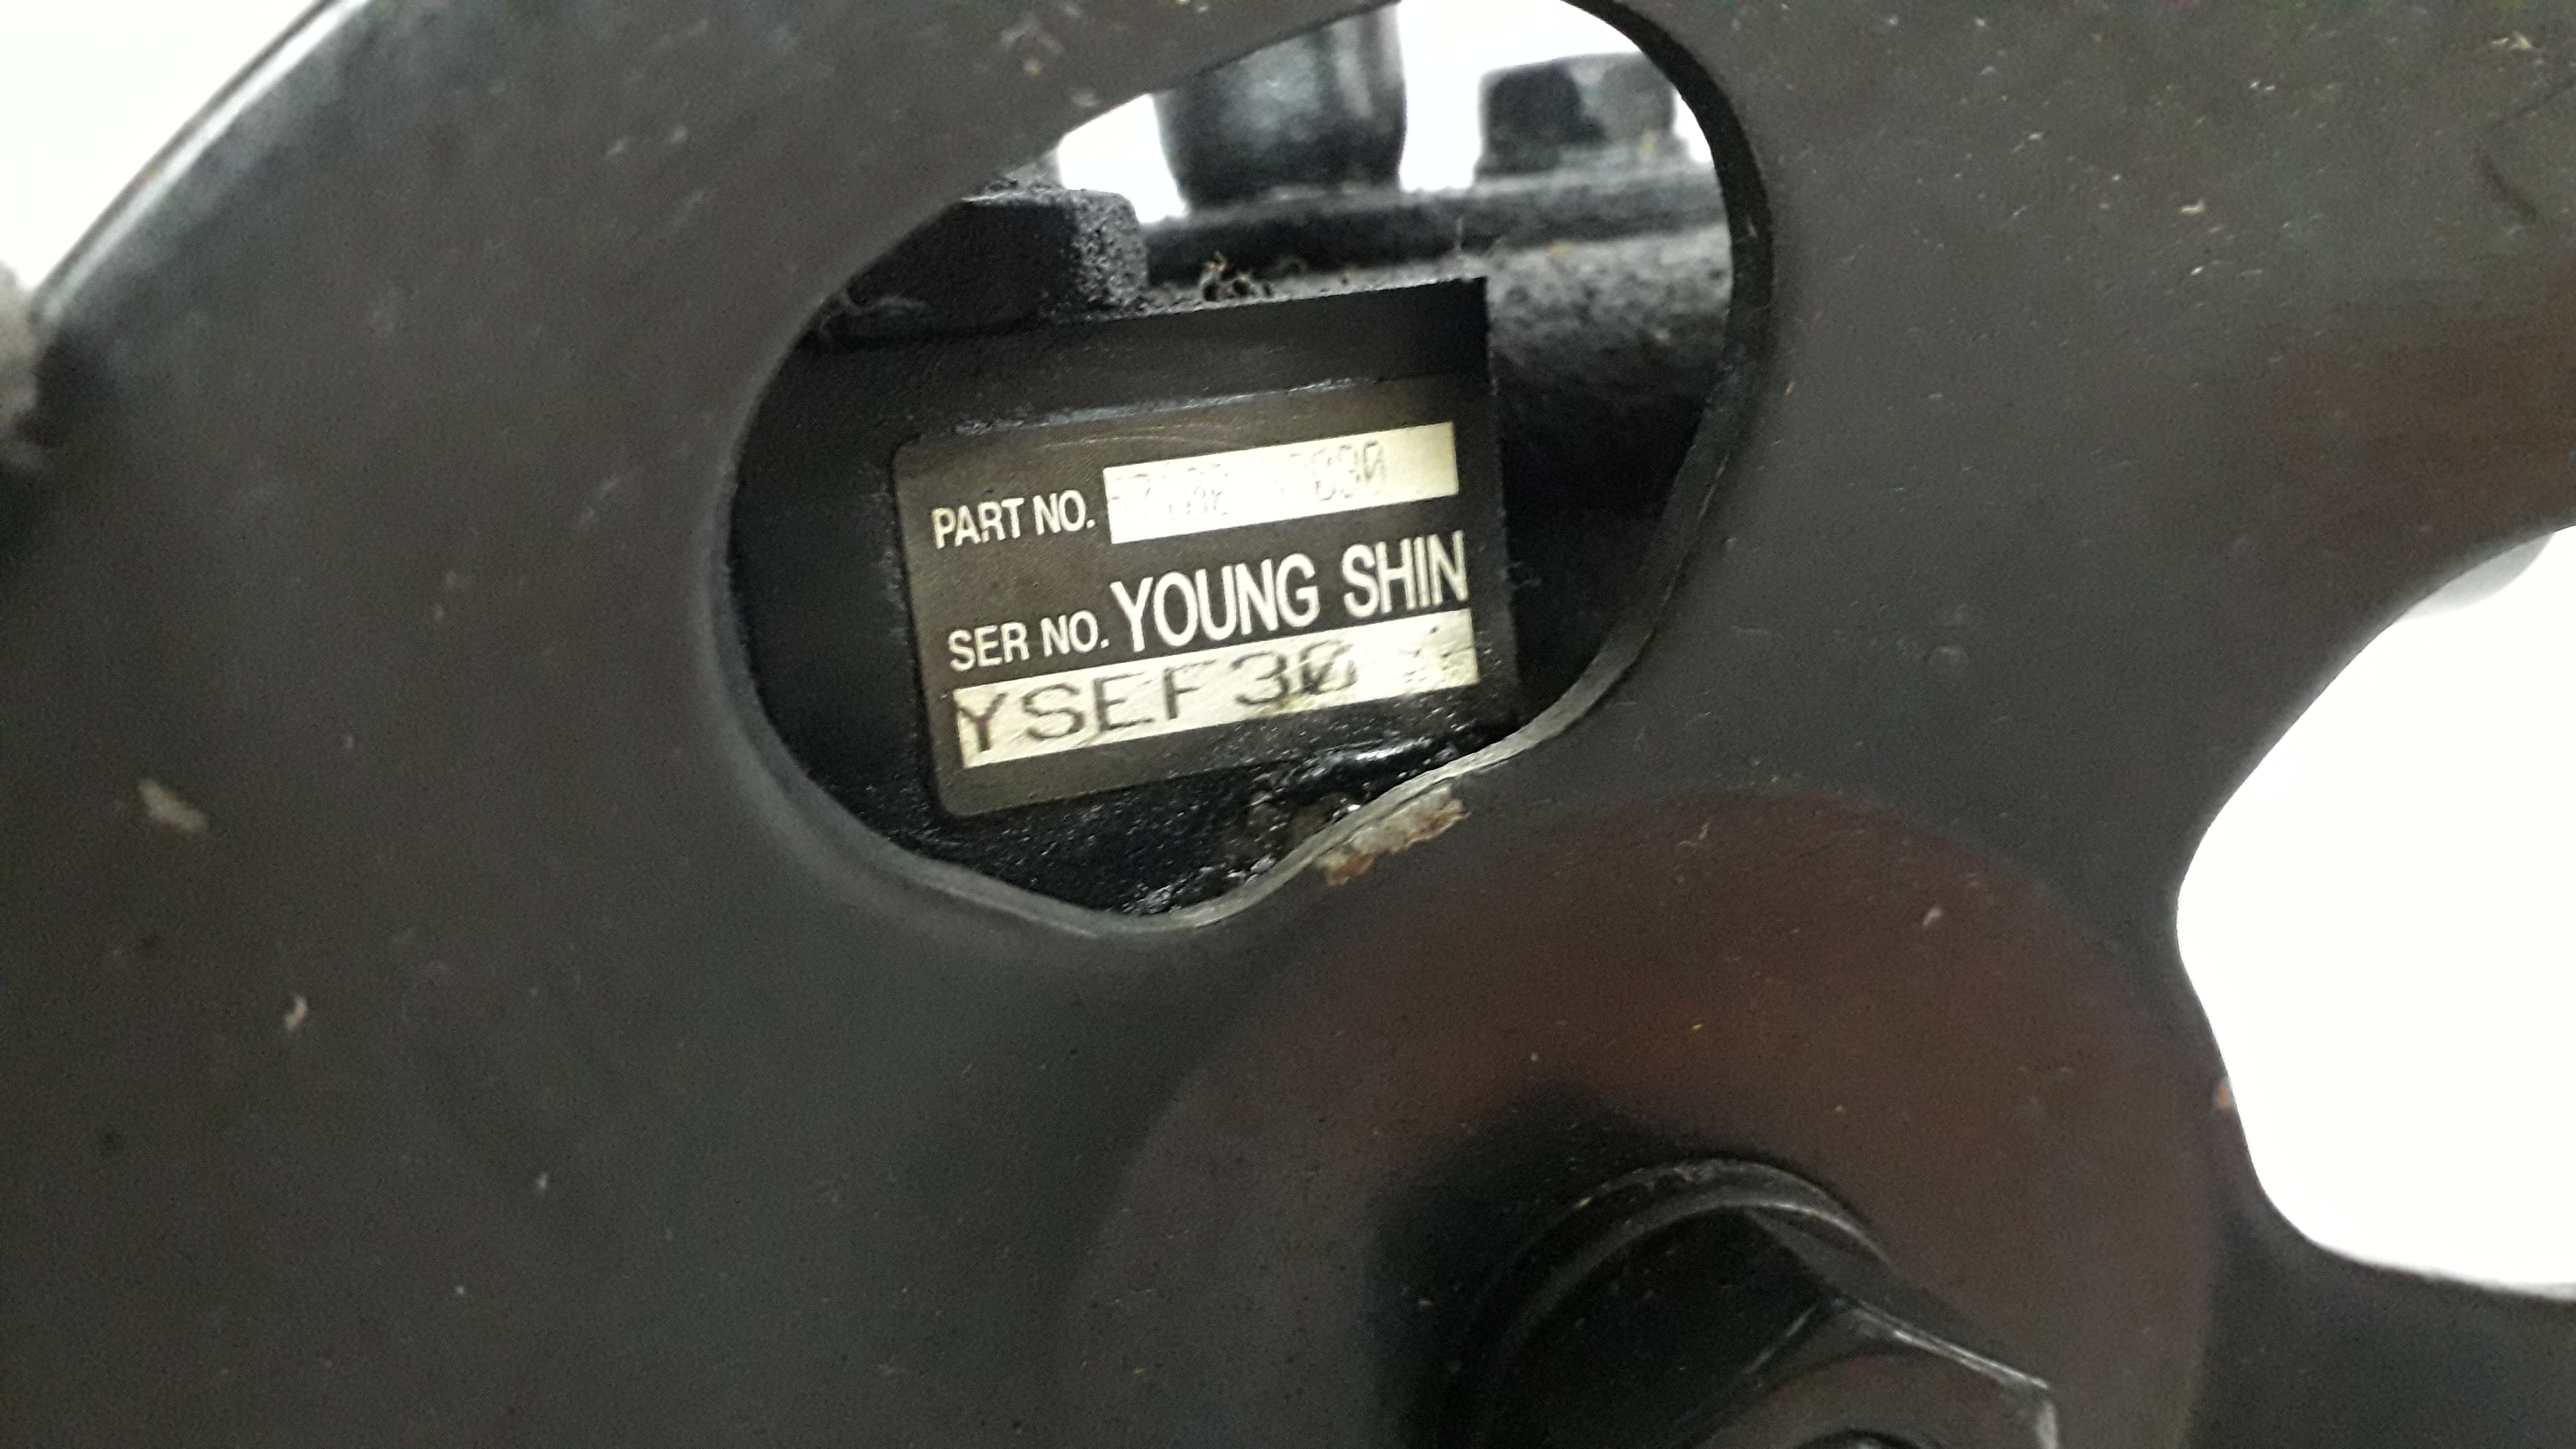 PART NO.
SER NO. YOUNG SHIN
YSEF30